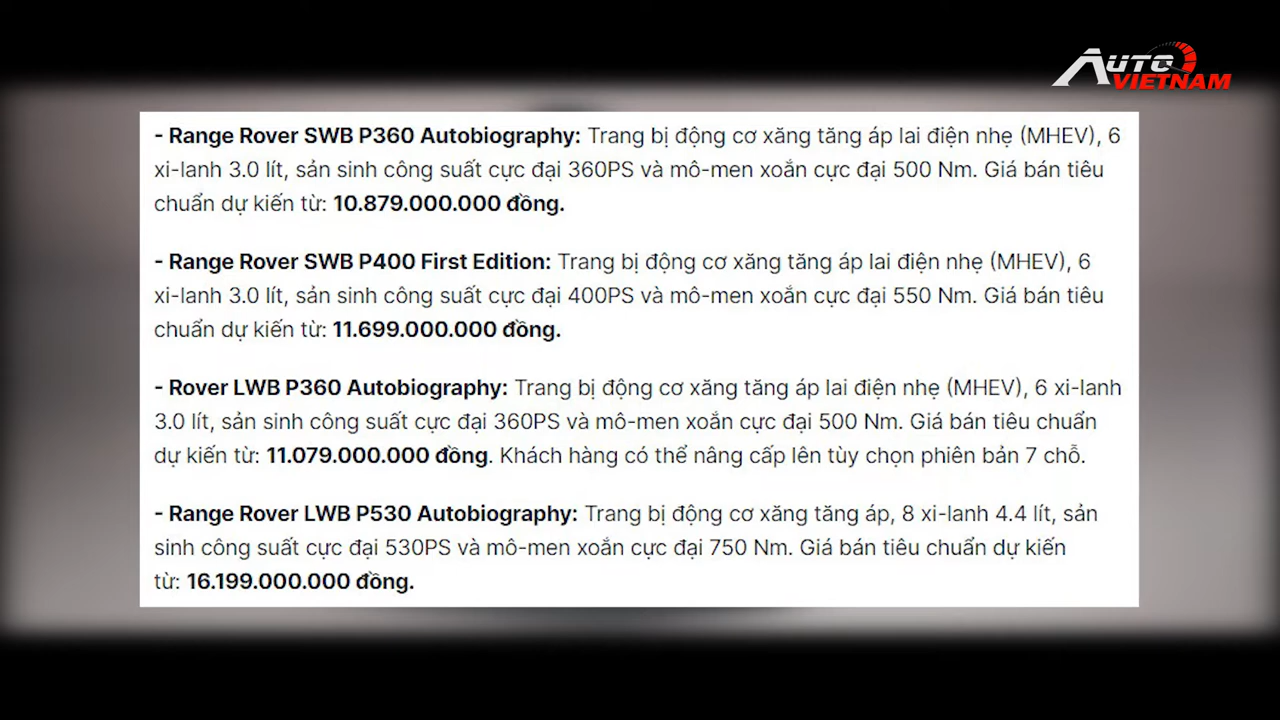 AUTO
VIETNAM
- Range Rover SWB P360 Autobiography: Trang bị động cơ xăng tăng áp lai điện nhẹ (MHEV), 6
xi-lanh 3.0 lít, sản sinh công suất cực đại 360PS và mô-men xoắn cực đại 500 Nm. Giá bán tiêu
chuẩn dự kiến từ: 10.879.000.000 đồng.
- Range Rover SWB P400 First Edition: Trang bị động cơ xăng tăng áp lai điện nhẹ (MHEV), 6
xi-lanh 3.0 lít, sản sinh công suất cực đại 400PS và mô-men xoắn cực đại 550 Nm. Giá bán tiêu
chuẩn dự kiến từ: 11.699.000.000 đồng.
- Rover LWB P360 Autobiography: Trang bị động cơ xăng tăng áp lai điện nhẹ (MHEV), 6 xi-lanh
3.0 lít, sản sinh công suất cực đại 360PS và mô-men xoắn cực đại 500 Nm. Giá bán tiêu chuẩn
dự kiến từ: 11.079.000.000 đồng. Khách hàng có thể nâng cấp lên tùy chọn phiên bản 7 chỗ.
- Range Rover LWB P530 Autobiography: Trang bị động cơ xăng tăng áp, 8 xi-lanh 4.4 lít, sản
sinh công suất cực đại 530PS và mô-men xoắn cực đại 750 Nm. Giá bán tiêu chuẩn dự kiến
từ: 16.199.000.000 đồng.